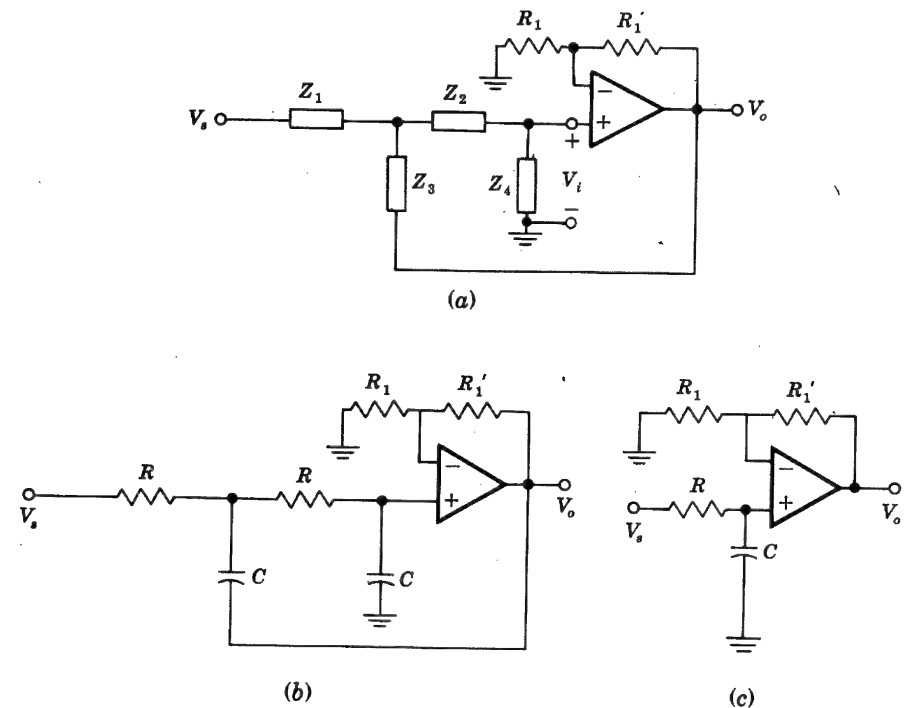 R₁ R₁'
Z₁ Z₂
Vₛ Vₒ
− +
+
Z₃ Z₄ Vᵢ
−
(a)
R₁ R₁'
R R
− +
Vₛ Vₒ
C C
(b)
R₁ R₁'
R
− +
Vₛ Vₒ
C
(c)